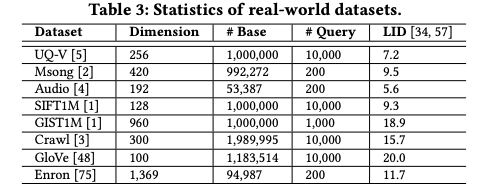 Table 3: Statistics of real-world datasets.
Dataset Dimension # Base # Query LID [34, 57]
UQ-V [5] 256 1,000,000 10,000 7.2
Msong [2] 420 992,272 200 9.5
Audio [4] 192 53,387 200 5.6
SIFT1M [1] 128 1,000,000 10,000 9.3
GIST1M [1] 960 1,000,000 1,000 18.9
Crawl [3] 300 1,989,995 10,000 15.7
GloVe [48] 100 1,183,514 10,000 20.0
Enron [75] 1,369 94,987 200 11.7